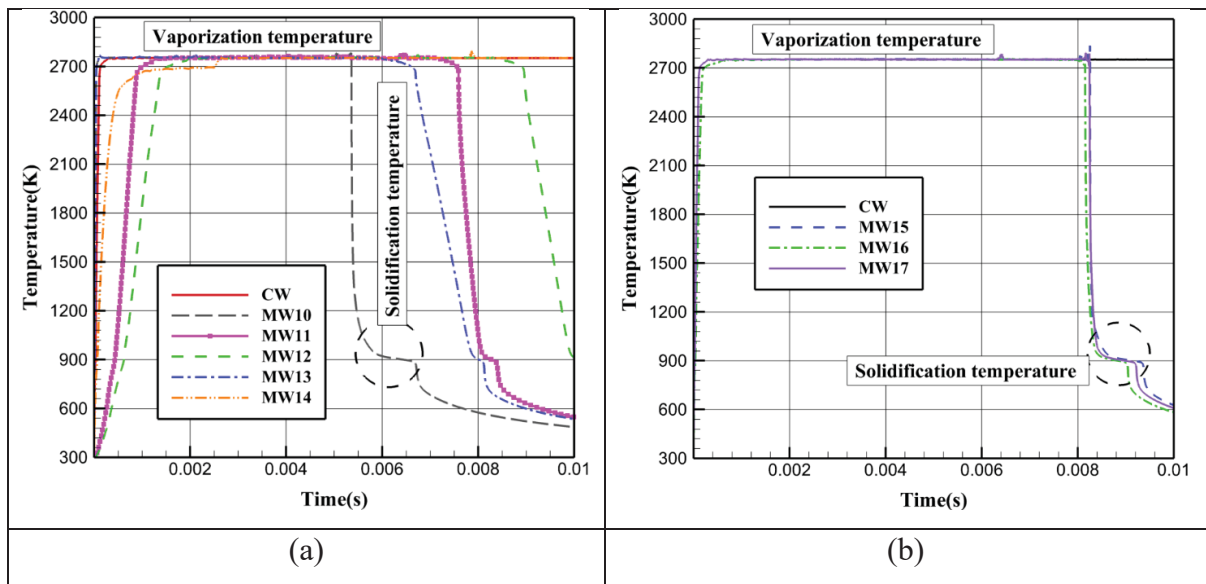 3000
2700
2400
2100
1800
1500
1200
900
600
300
Temperature(K)
Vaporization temperature
Solidification temperature
CW
MW10
MW11
MW12
MW13
MW14
0.002
0.004
0.006
0.008
0.01
Time(s)
(a)
3000
2700
2400
2100
1800
1500
1200
900
600
300
Temperature(K)
Vaporization temperature
CW
MW15
MW16
MW17
Solidification temperature
0.002
0.004
0.006
0.008
0.01
Time(s)
(b)